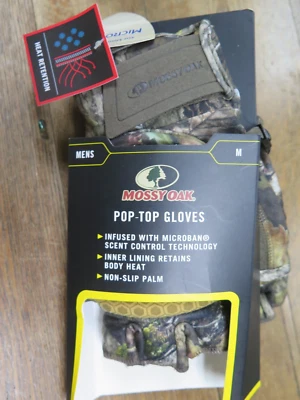 HEAT RETENTION
MICRO
MENS
M
MOSSY OAK
POP-TOP GLOVES
INFUSED WITH MICROBAN®
SCENT CONTROL TECHNOLOGY
INNER LINING RETAINS
BODY HEAT
NON-SLIP PALM